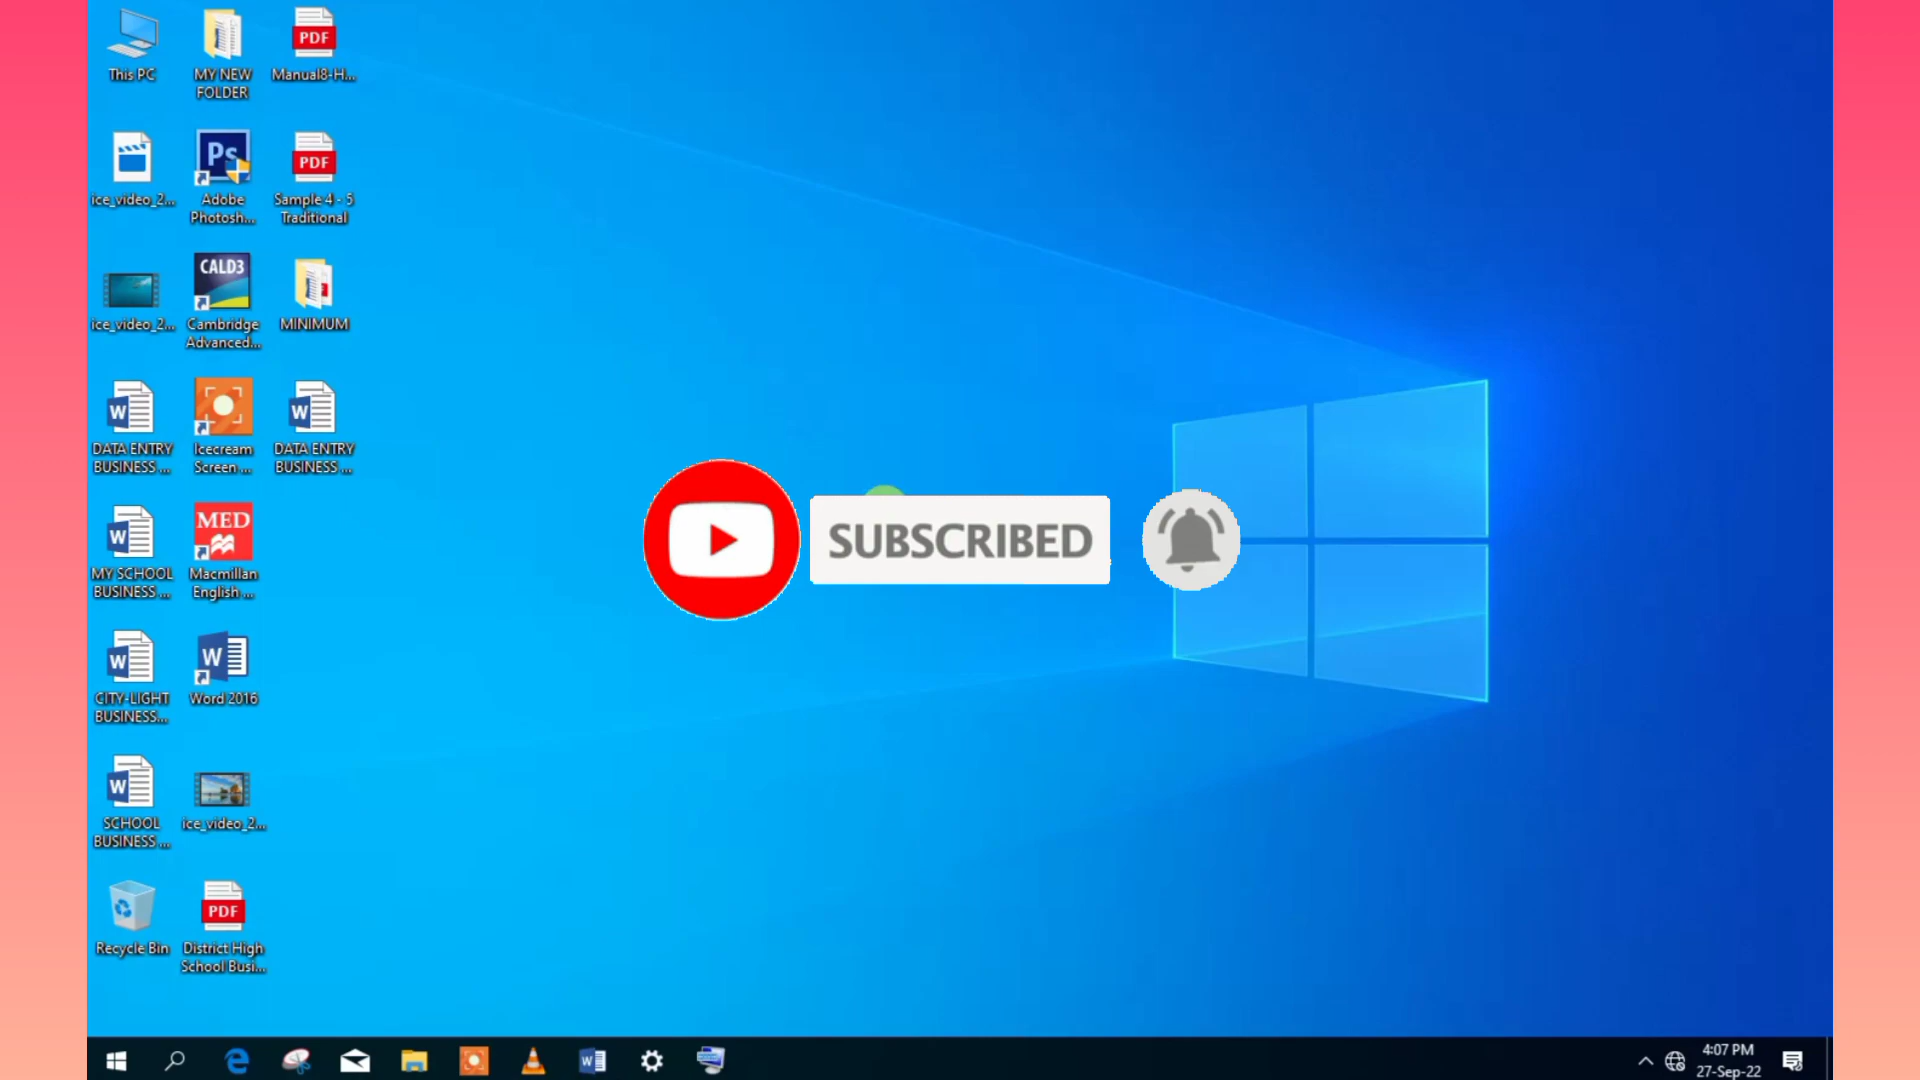 This PC
MY NEW
FOLDER
PDF
Manual8-H...
ice_video_2...
Ps
Adobe
Photosh...
PDF
Sample 4 - 5
Traditional
ice_video_2...
CALD3
Cambridge
Advanced...
MINIMUM
W
DATA ENTRY
BUSINESS ...
Icecream
Screen ...
W
DATA ENTRY
BUSINESS ...
W
MY SCHOOL
BUSINESS ...
MED
Macmillan
English ...
SUBSCRIBED
W
CITY-LIGHT
BUSINESS...
W
Word 2016
W
SCHOOL
BUSINESS ...
ice_video_2...
Recycle Bin
PDF
District High
School Busi...
W
4:07 PM
27-Sep-22